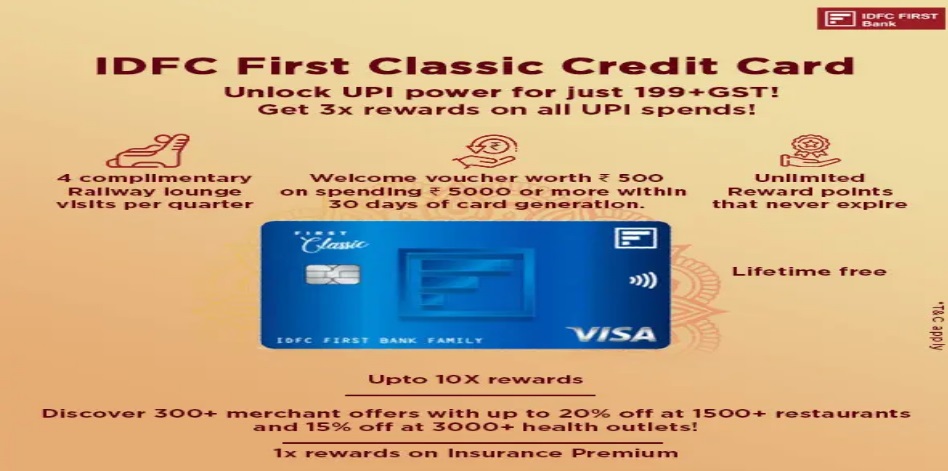 IDFC FIRST
Bank
IDFC First Classic Credit Card
Unlock UPI power for just 199+GST!
Get 3x rewards on all UPI spends!
4 complimentary
Railway lounge
visits per quarter
Welcome voucher worth ₹ 500
on spending ₹ 5000 or more within
30 days of card generation.
Unlimited
Reward points
that never expire
FIRST
Classic
VISA
IDFC FIRST BANK FAMILY
Lifetime free
*T&C apply
Upto 10X rewards
Discover 300+ merchant offers with up to 20% off at 1500+ restaurants
and 15% off at 3000+ health outlets!
1x rewards on Insurance Premium